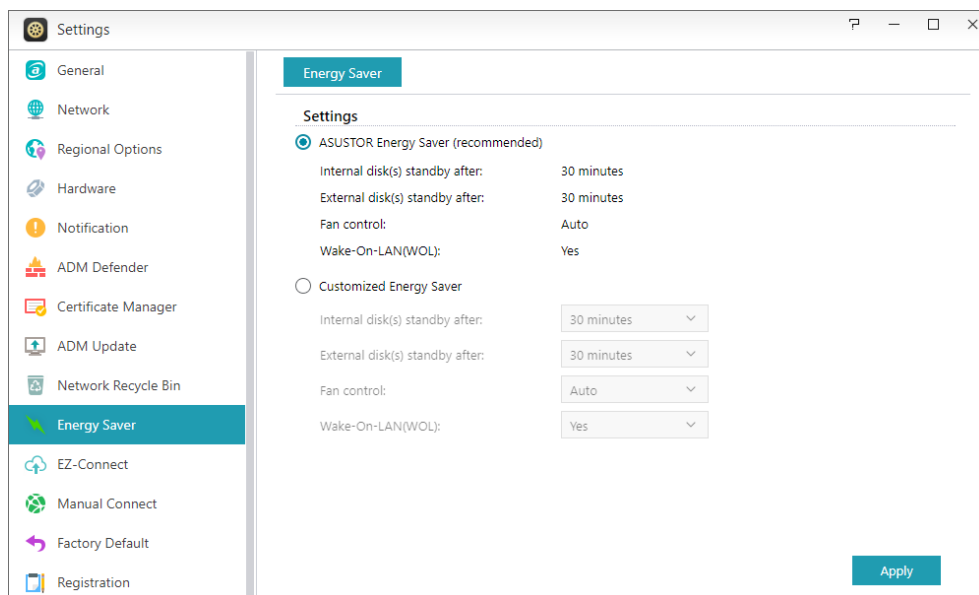 Settings
General
Network
Regional Options
Hardware
Notification
ADM Defender
Certificate Manager
ADM Update
Network Recycle Bin
Energy Saver
EZ-Connect
Manual Connect
Factory Default
Registration
Energy Saver
Settings
ASUSTOR Energy Saver (recommended)
Internal disk(s) standby after: 30 minutes
External disk(s) standby after: 30 minutes
Fan control: Auto
Wake-On-LAN(WOL): Yes
Customized Energy Saver
Internal disk(s) standby after: 30 minutes
External disk(s) standby after: 30 minutes
Fan control: Auto
Wake-On-LAN(WOL): Yes
Apply